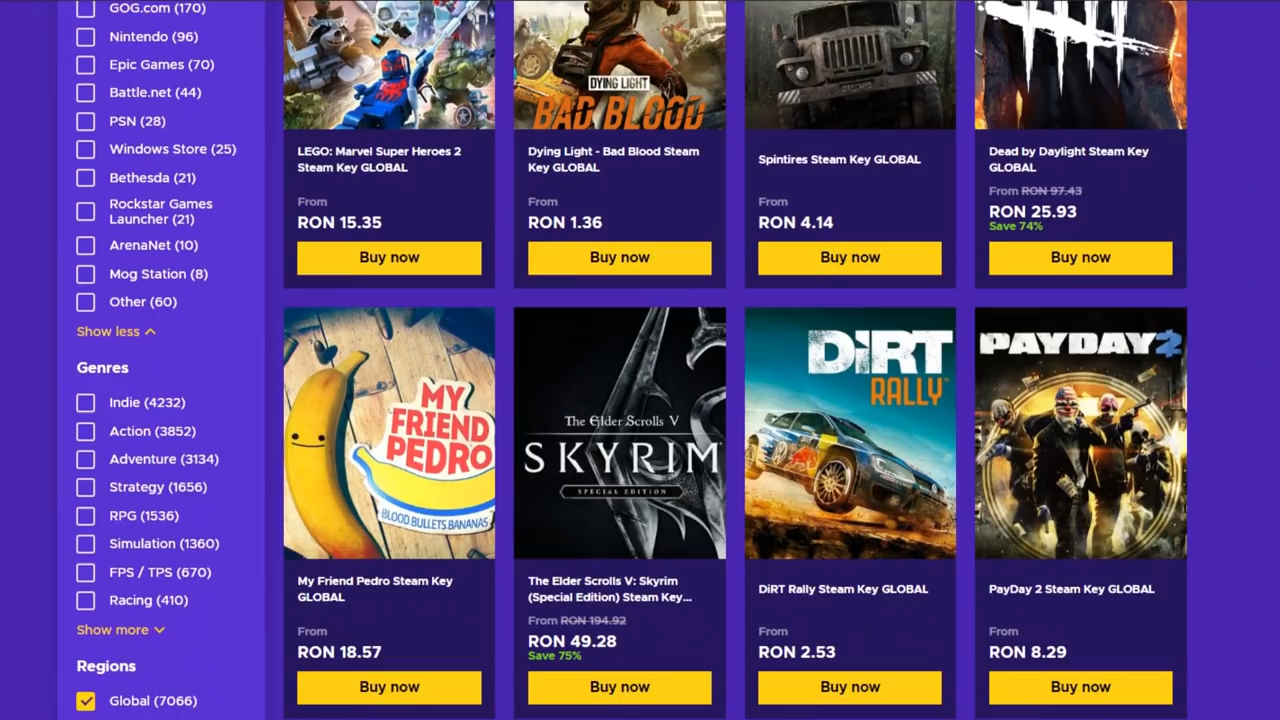 GOG.com (170)
Nintendo (96)
Epic Games (70)
Battle.net (44)
PSN (28)
Windows Store (25)
Bethesda (21)
Rockstar Games
Launcher (21)
ArenaNet (10)
Mog Station (8)
Other (60)
Show less
Genres
Indie (4232)
Action (3852)
Adventure (3134)
Strategy (1656)
RPG (1536)
Simulation (1360)
FPS / TPS (670)
Racing (410)
Show more
Regions
Global (7066)
LEGO: Marvel Super Heroes 2
Steam Key GLOBAL
From
RON 15.35
Buy now
DYING LIGHT
BAD BLOOD
Dying Light - Bad Blood Steam
Key GLOBAL
From
RON 1.36
Buy now
Spintires Steam Key GLOBAL
From
RON 4.14
Buy now
Dead by Daylight Steam Key
GLOBAL
From RON 97.43
RON 25.93
Save 74%
Buy now
MY
FRIEND
PEDRO
BLOOD BULLETS BANANAS
My Friend Pedro Steam Key
GLOBAL
From
RON 18.57
Buy now
The Elder Scrolls V
SKYRIM
SPECIAL EDITION
The Elder Scrolls V: Skyrim
(Special Edition) Steam Key...
From RON 194.92
RON 49.28
Save 75%
Buy now
DiRT
RALLY
DiRT Rally Steam Key GLOBAL
From
RON 2.53
Buy now
PAYDAY 2
PayDay 2 Steam Key GLOBAL
From
RON 8.29
Buy now